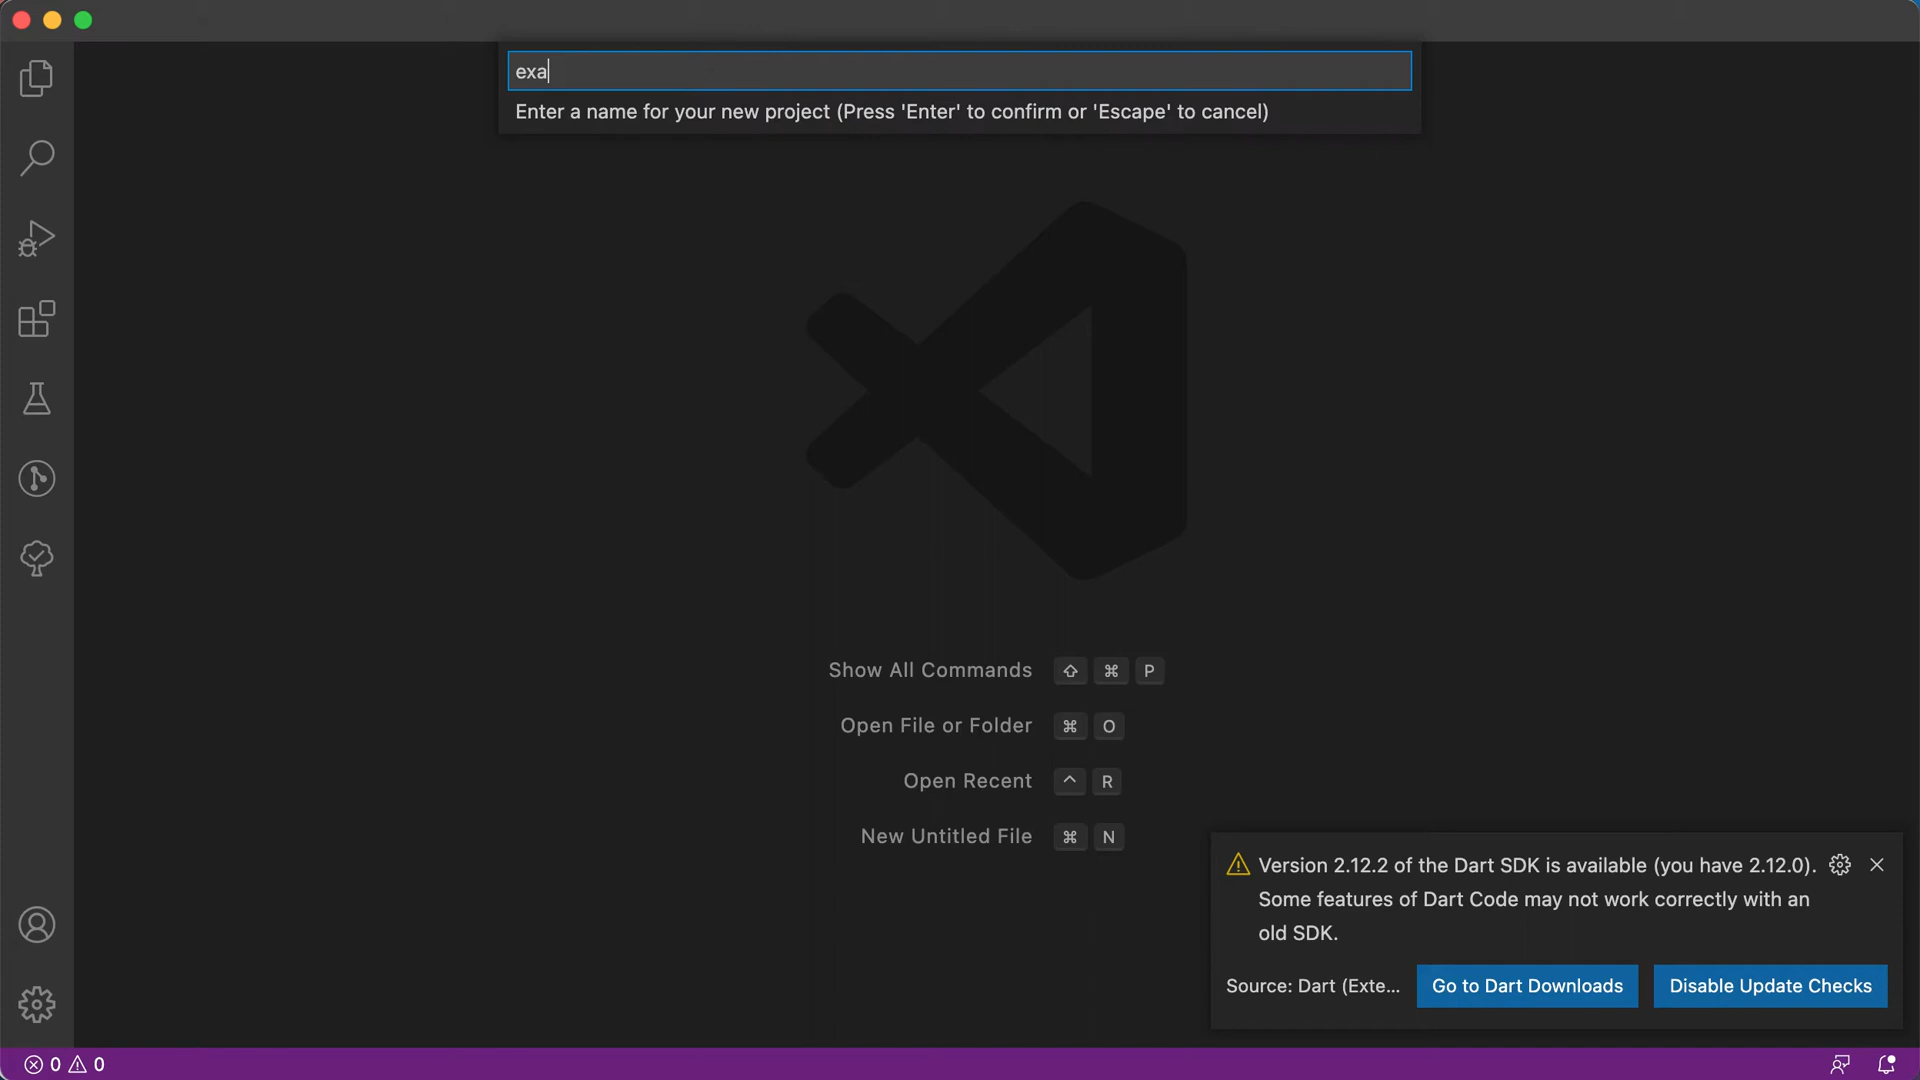 exa
Enter a name for your new project (Press 'Enter' to confirm or 'Escape' to cancel)
Show All Commands ⇧ ⌘ P
Open File or Folder ⌘ O
Open Recent ^ R
New Untitled File ⌘ N
Version 2.12.2 of the Dart SDK is available (you have 2.12.0).
Some features of Dart Code may not work correctly with an
old SDK.
Source: Dart (Exte... Go to Dart Downloads Disable Update Checks
0 0